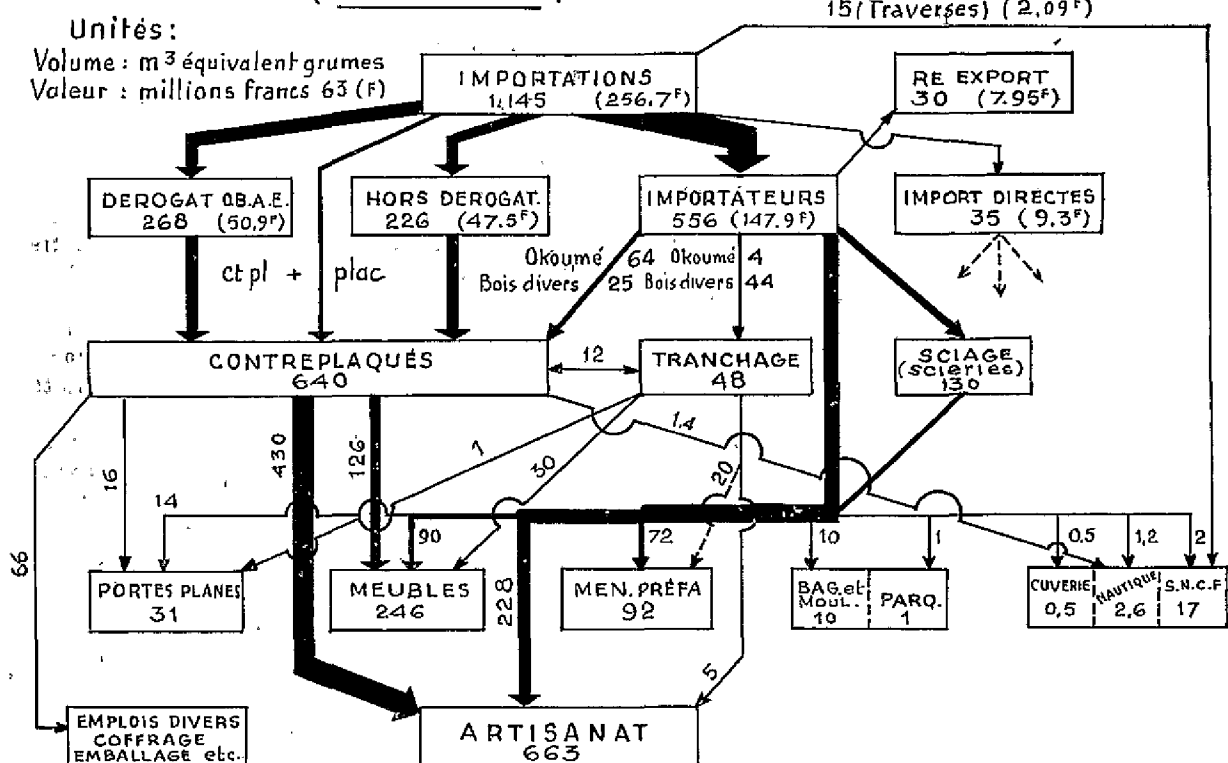 15 (Traverses) (2,09F)
Unités:
Volume : m3 équivalent grumes
Valeur : millions francs 63 (F)
IMPORTATIONS
1,145 (256.7F)
RE EXPORT
30 (7.95F)
DEROGAT O.B.A.E.
268 (50,9F)
HORS DEROGAT.
226 (47.5F)
IMPORTATEURS
556 (147.9F)
IMPORT DIRECTES
35 (9,3F)
ct pl + plac
Okoumé 64 Okoumé 4
Bois divers 25 Bois divers 44
CONTREPLAQUÉS
640
12
TRANCHAGE
48
SCIAGE
(scieries)
130
16
430
126
1
30
1,4
20
14
90
72
10
1
0,5
1,2
2
66
228
5
PORTES PLANES
31
MEUBLES
246
MEN. PRÉFA
92
BAG. et
MOUL.
10
PARQ.
1
CUVERIE
0,5
NAUTIQUE
2,6
S.N.C.F.
17
EMPLOIS DIVERS
COFFRAGE
EMBALLAGE etc.
ARTISANAT
663